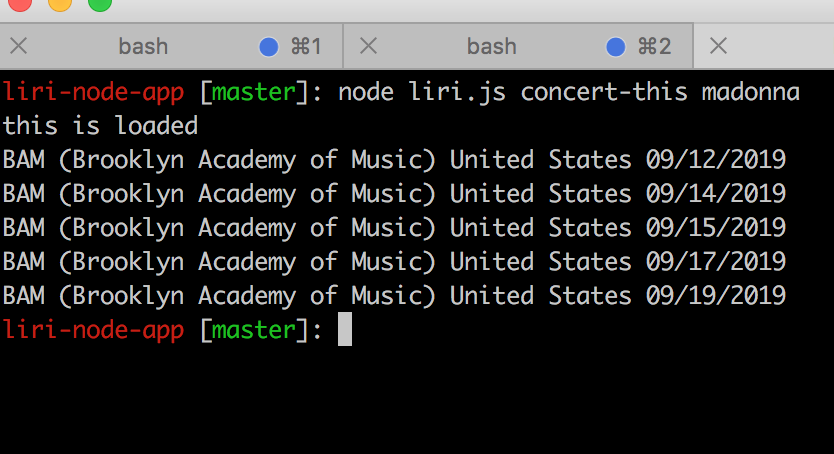 bash ⌘1 bash ⌘2
liri-node-app [master]: node liri.js concert-this madonna
this is loaded
BAM (Brooklyn Academy of Music) United States 09/12/2019
BAM (Brooklyn Academy of Music) United States 09/14/2019
BAM (Brooklyn Academy of Music) United States 09/15/2019
BAM (Brooklyn Academy of Music) United States 09/17/2019
BAM (Brooklyn Academy of Music) United States 09/19/2019
liri-node-app [master]: